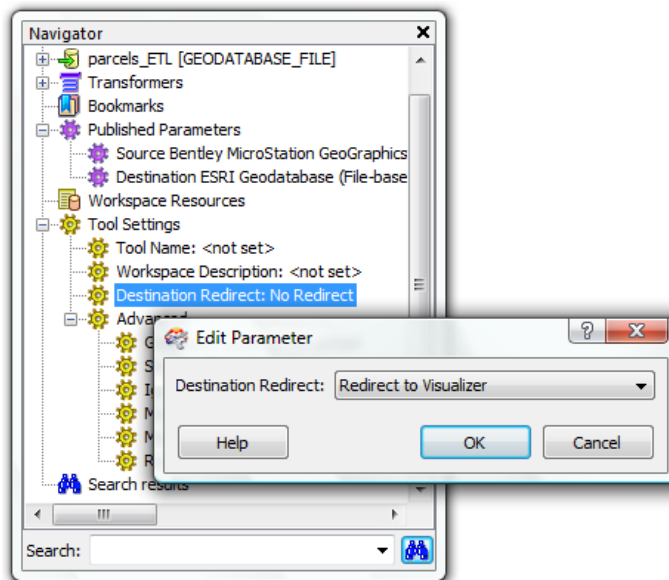 Navigator
parcels_ETL [GEODATABASE_FILE]
Transformers
Bookmarks
Published Parameters
Source Bentley MicroStation GeoGraphics
Destination ESRI Geodatabase (File-base
Workspace Resources
Tool Settings
Tool Name: <not set>
Workspace Description: <not set>
Destination Redirect: No Redirect
Edit Parameter
Destination Redirect: Redirect to Visualizer
Help OK Cancel
Search results
Search: